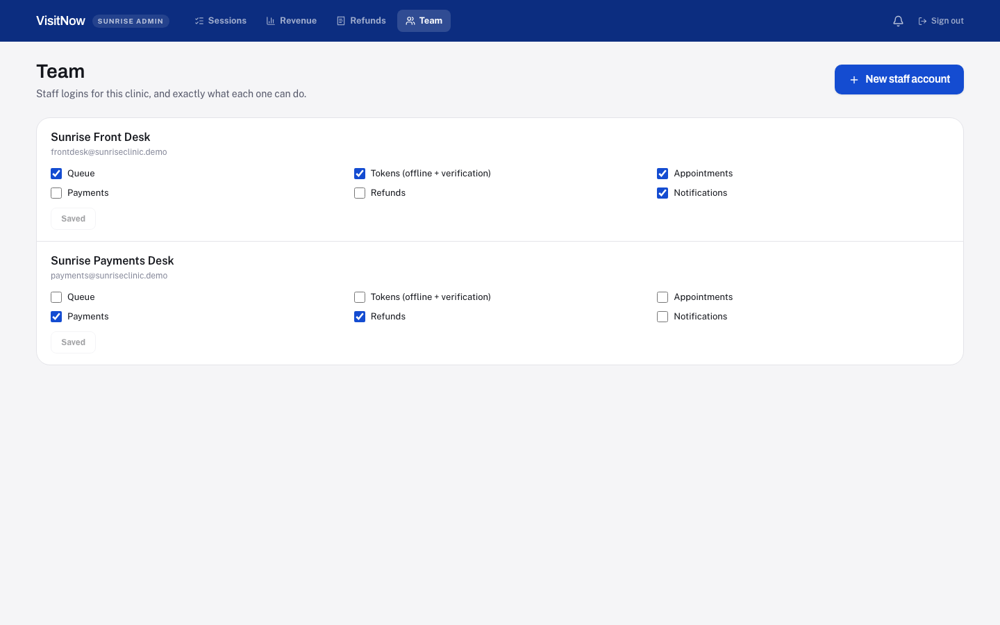 VisitNow SUNRISE ADMIN Sessions Revenue Refunds Team Sign out
Team
Staff logins for this clinic, and exactly what each one can do.
New staff account
Sunrise Front Desk
frontdesk@sunriseclinic.demo
Queue Tokens (offline + verification) Appointments
Payments Refunds Notifications
Saved
Sunrise Payments Desk
payments@sunriseclinic.demo
Queue Tokens (offline + verification) Appointments
Payments Refunds Notifications
Saved